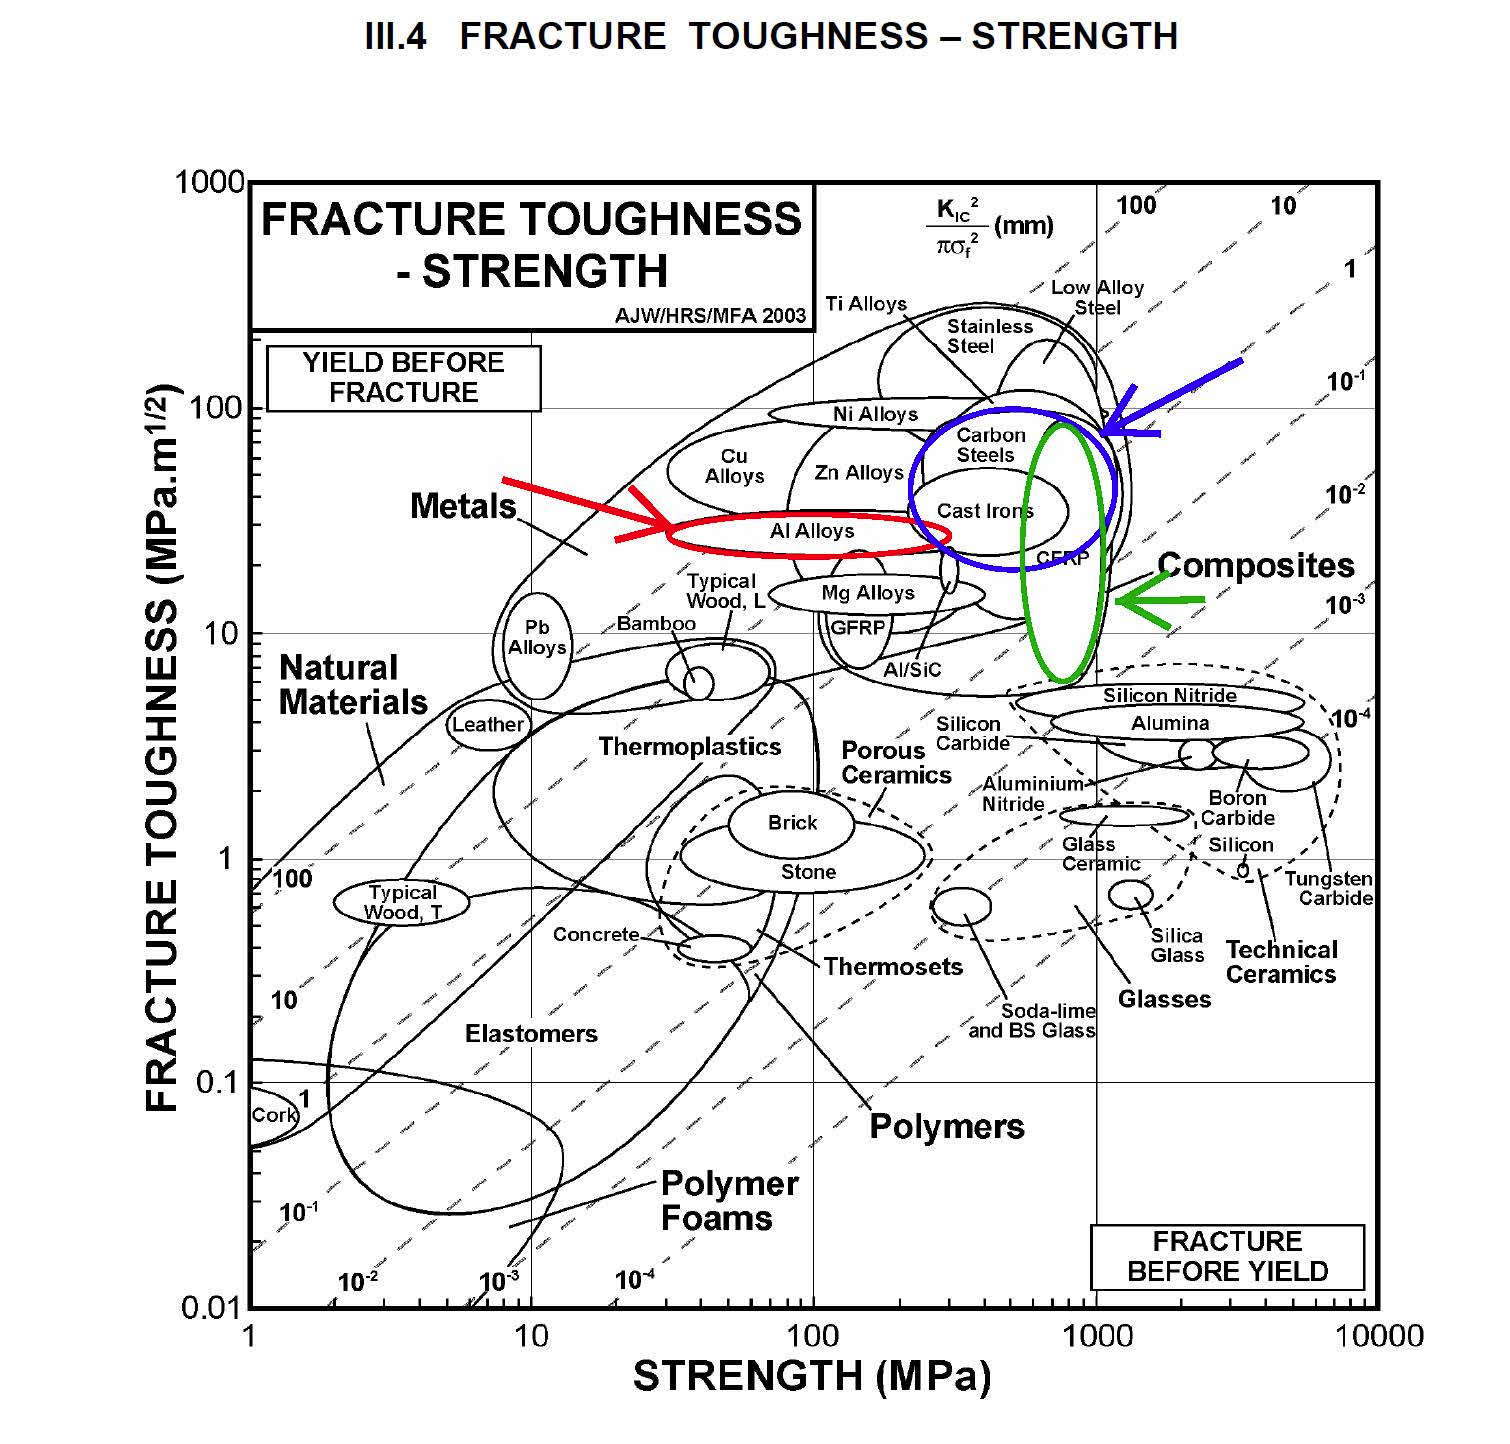 III.4 FRACTURE TOUGHNESS – STRENGTH
1000
FRACTURE TOUGHNESS
- STRENGTH
AJW/HRS/MFA 2003
K_IC^2
πσ_f^2
(mm)
100
10
1
10^-1
10^-2
10^-3
10^-4
YIELD BEFORE
FRACTURE
Ti Alloys
Low Alloy
Steel
Stainless
Steel
100
Ni Alloys
Carbon
Steels
Cu
Alloys
Zn Alloys
Metals
Cast Irons
Al Alloys
CFRP
Composites
Typical
Wood, L
Mg Alloys
Bamboo
GFRP
Al/SiC
10
Pb
Alloys
Natural
Materials
Leather
Silicon Nitride
Alumina
Silicon
Carbide
Thermoplastics
Porous
Ceramics
Aluminium
Nitride
Boron
Carbide
Brick
Stone
Glass
Ceramic
Silicon
Tungsten
Carbide
1
100
Typical
Wood, T
Concrete
Thermosets
Silica
Glass
Technical
Ceramics
Glasses
Soda-lime
and BS Glass
10
Elastomers
0.1
Cork
1
Polymers
Polymer
Foams
10^-1
10^-2
10^-3
10^-4
FRACTURE
BEFORE YIELD
0.01
1
10
100
1000
10000
FRACTURE TOUGHNESS (MPa.m^1/2)
STRENGTH (MPa)